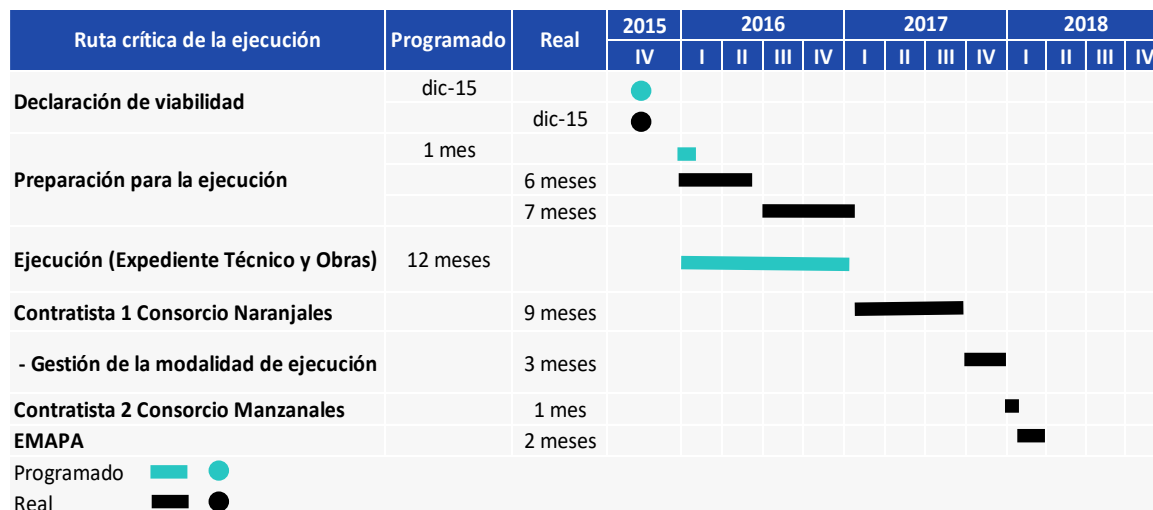 Ruta crítica de la ejecución Programado Real 2015 2016 2017 2018
IV I II III IV I II III IV I II III IV
Declaración de viabilidad dic-15
dic-15
Preparación para la ejecución 1 mes
6 meses
7 meses
Ejecución (Expediente Técnico y Obras) 12 meses
Contratista 1 Consorcio Naranjales 9 meses
- Gestión de la modalidad de ejecución 3 meses
Contratista 2 Consorcio Manzanales 1 mes
EMAPA 2 meses
Programado
Real